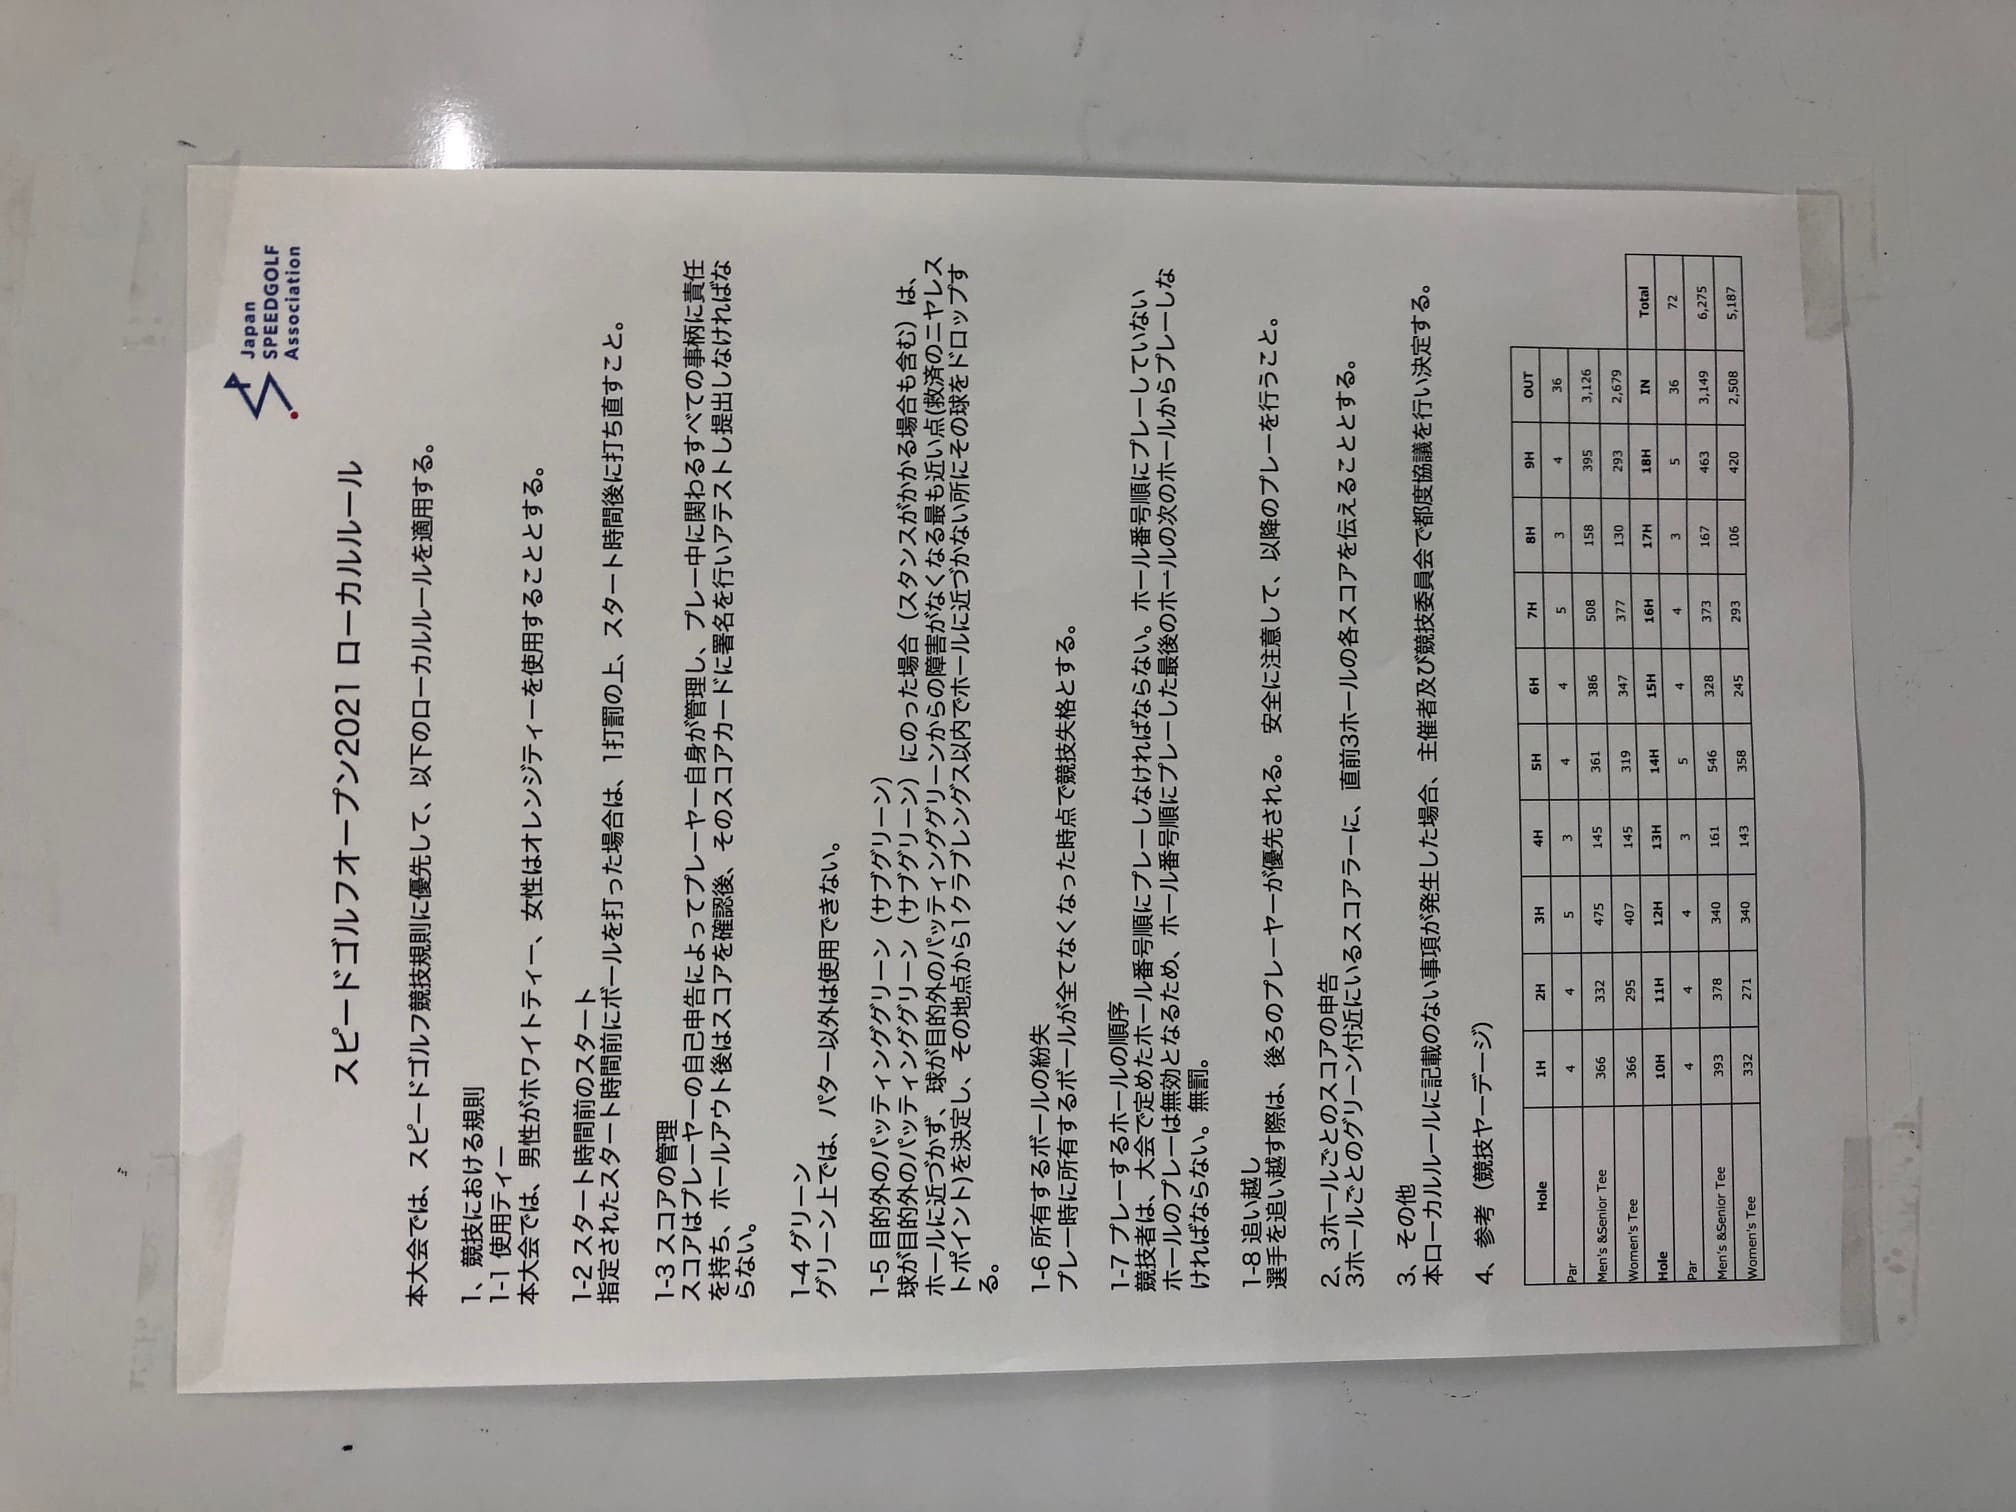 Japan
SPEEDGOLF
Association
スピードゴルフオープン2021 ローカルルール
本大会では、スピードゴルフ競技規則に優先して、以下のローカルルールを適用する。
1、競技における規則
1-1 使用ティー
本大会では、男性がホワイトティー、女性はオレンジティーを使用することとする。
1-2 スタート時間前のスタート
指定されたスタート時間前にボールを打った場合は、1打罰の上、スタート時間後に打ち直すこと。
1-3 スコアの管理
スコアはプレーヤーの自己申告によってプレーヤー自身が管理し、プレー中に関わるすべての事柄に責任
を持ち、ホールアウト後はスコアを確認後、そのスコアカードに署名を行いアテストし提出しなければな
らない。
1-4 グリーン
グリーン上では、パター以外は使用できない。
1-5 目的外のパッティンググリーン（サブグリーン）
球が目的外のパッティンググリーン（サブグリーン）にのった場合（スタンスがかかる場合も含む）は、
ホールに近づかず、球が目的外のパッティンググリーンからの障害がなくなる最も近い点(救済のニヤレス
トポイント)を決定し、その地点から1クラブレングス以内でホールに近づかない所にその球をドロップす
る。
1-6 所有するボールの紛失
プレー時に所有するボールが全てなくなった時点で競技失格とする。
1-7 プレーするホールの順序
競技者は、大会で定めたホール番号順にプレーしなければならない。ホール番号順にプレーしていない
ホールのプレーは無効となるため、ホール番号順にプレーした最後のホールの次のホールからプレーしな
ければならない。無罰。
1-8 追い越し
選手を追い越す際は、後ろのプレーヤーが優先される。安全に注意して、以降のプレーを行うこと。
2、3ホールごとのスコアの申告
3ホールごとのグリーン付近にいるスコアラーに、直前3ホールの各スコアを伝えることとする。
3、その他
本ローカルルールに記載のない事項が発生した場合、主催者及び競技委員会で都度協議を行い決定する。
4、参考（競技ヤーデージ）
Hole 1H 2H 3H 4H 5H 6H 7H 8H 9H OUT
Par 4 4 5 3 4 4 5 3 4 36
Men's &Senior Tee 366 332 475 145 361 386 508 158 395 3,126
Women's Tee 366 295 407 145 319 347 377 130 293 2,679
Hole 10H 11H 12H 13H 14H 15H 16H 17H 18H IN Total
Par 4 4 4 3 5 4 4 3 5 36 72
Men's &Senior Tee 393 378 340 161 546 328 373 167 463 3,149 6,275
Women's Tee 332 271 340 143 358 245 293 106 420 2,508 5,187